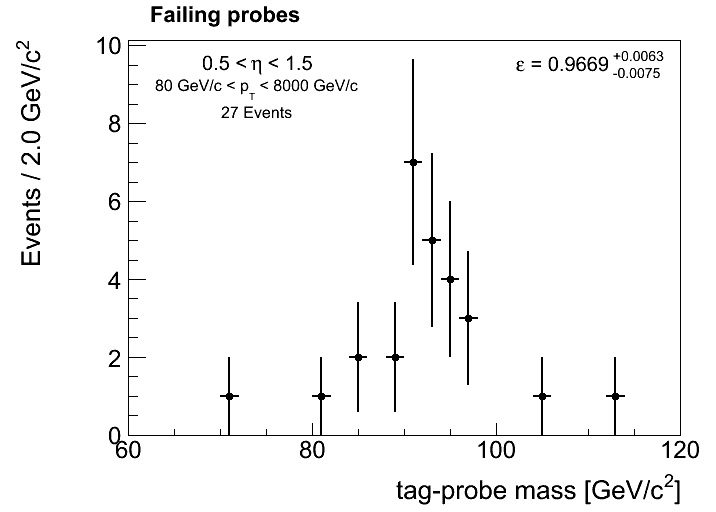 Failing probes
0.5 < η < 1.5
80 GeV/c < p_T < 8000 GeV/c
27 Events
ε = 0.9669 +0.0063 -0.0075
Events / 2.0 GeV/c²
10
8
6
4
2
0
60 80 100 120
tag-probe mass [GeV/c²]